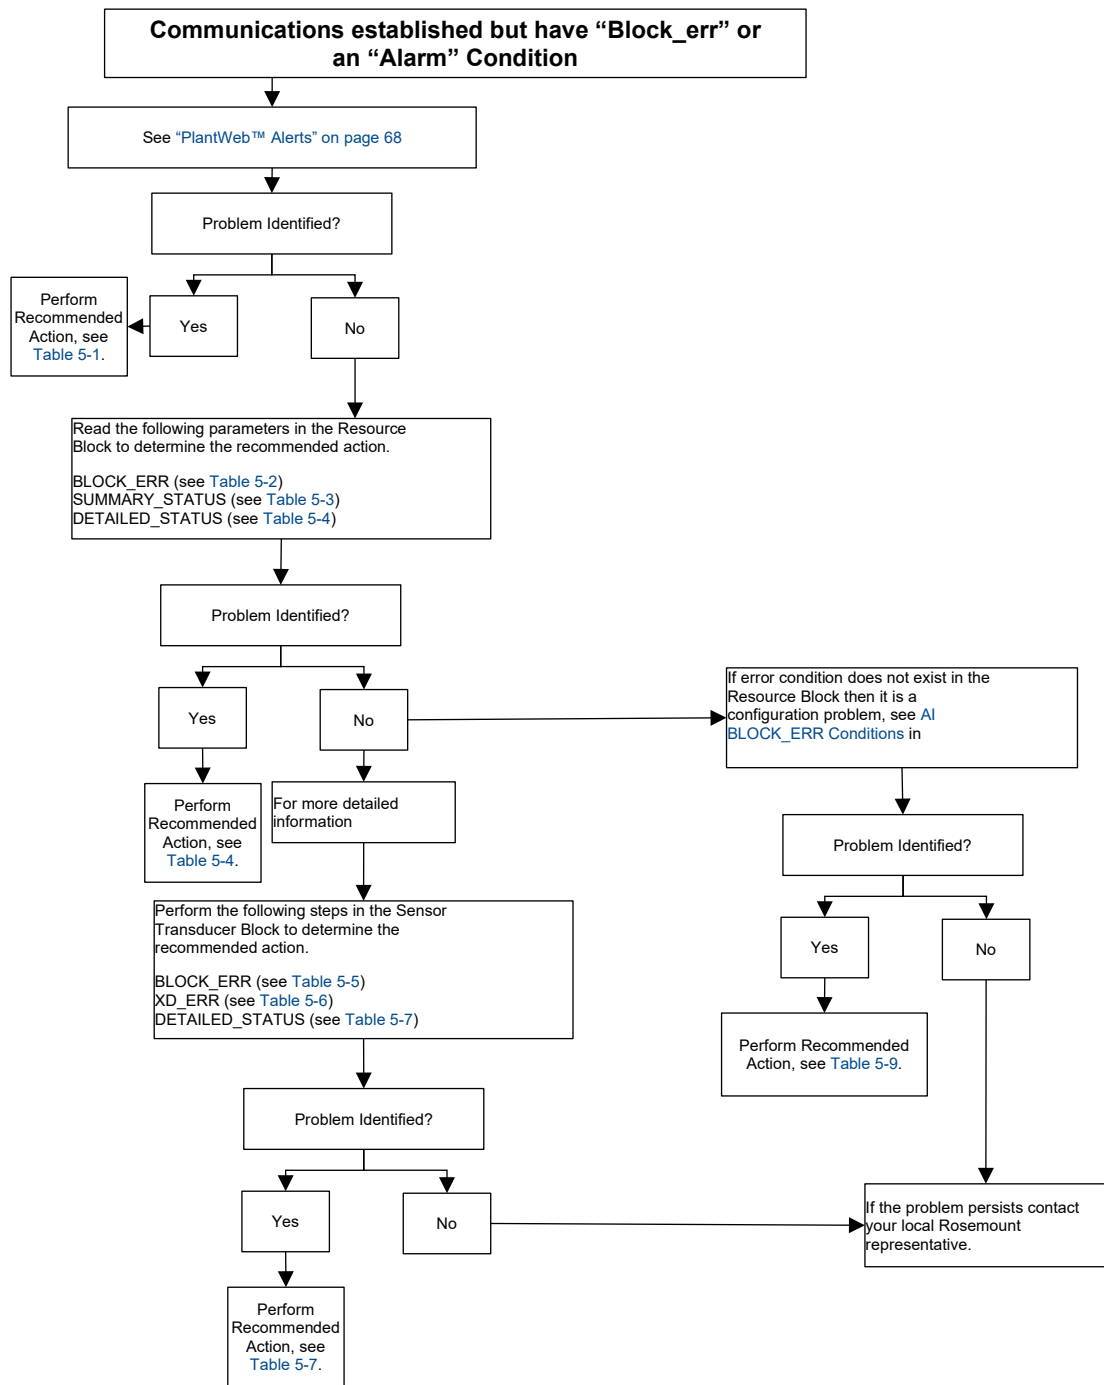 Communications established but have “Block_err” or
an “Alarm” Condition
See “PlantWeb™ Alerts” on page 68
Problem Identified?
Perform
Recommended
Action, see
Table 5-1.
Yes
No
Read the following parameters in the Resource
Block to determine the recommended action.
BLOCK_ERR (see Table 5-2)
SUMMARY_STATUS (see Table 5-3)
DETAILED_STATUS (see Table 5-4)
Problem Identified?
Yes
No
If error condition does not exist in the
Resource Block then it is a
configuration problem, see AI
BLOCK_ERR Conditions in
Perform
Recommended
Action, see
Table 5-4.
For more detailed
information
Problem Identified?
Yes
No
Perform the following steps in the Sensor
Transducer Block to determine the
recommended action.
BLOCK_ERR (see Table 5-5)
XD_ERR (see Table 5-6)
DETAILED_STATUS (see Table 5-7)
Perform Recommended
Action, see Table 5-9.
Problem Identified?
Yes
No
If the problem persists contact
your local Rosemount
representative.
Perform
Recommended
Action, see
Table 5-7.